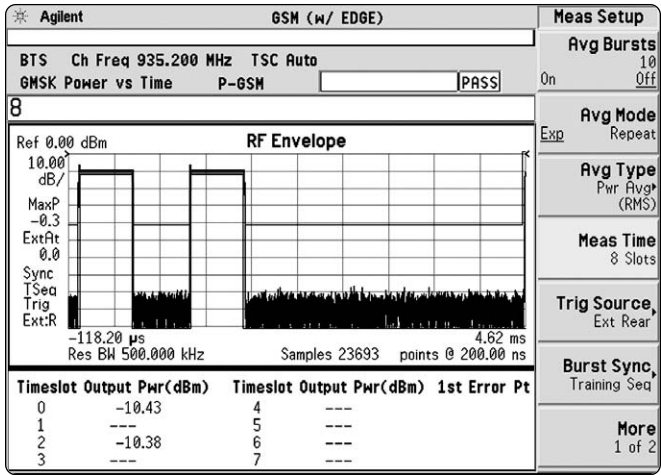 Agilent GSM (w/ EDGE) Meas Setup
BTS Ch Freq 935.200 MHz TSC Auto
GMSK Power vs Time P-GSM PASS
8
Ref 0.00 dBm RF Envelope
10.00
dB/
MaxP
-0.3
ExtAt
0.0
Sync
TSeq
Trig
Ext:R
-118.20 µs 4.62 ms
Res BW 500.000 kHz Samples 23693 points @ 200.00 ns
Timeslot Output Pwr(dBm) Timeslot Output Pwr(dBm) 1st Error Pt
0 -10.43 4 ---
1 --- 5 ---
2 -10.38 6 ---
3 --- 7 ---
Avg Bursts
10
On Off
Avg Mode
Exp Repeat
Avg Type
Pwr Avg
(RMS)
Meas Time
8 Slots
Trig Source
Ext Rear
Burst Sync
Training Seq
More
1 of 2